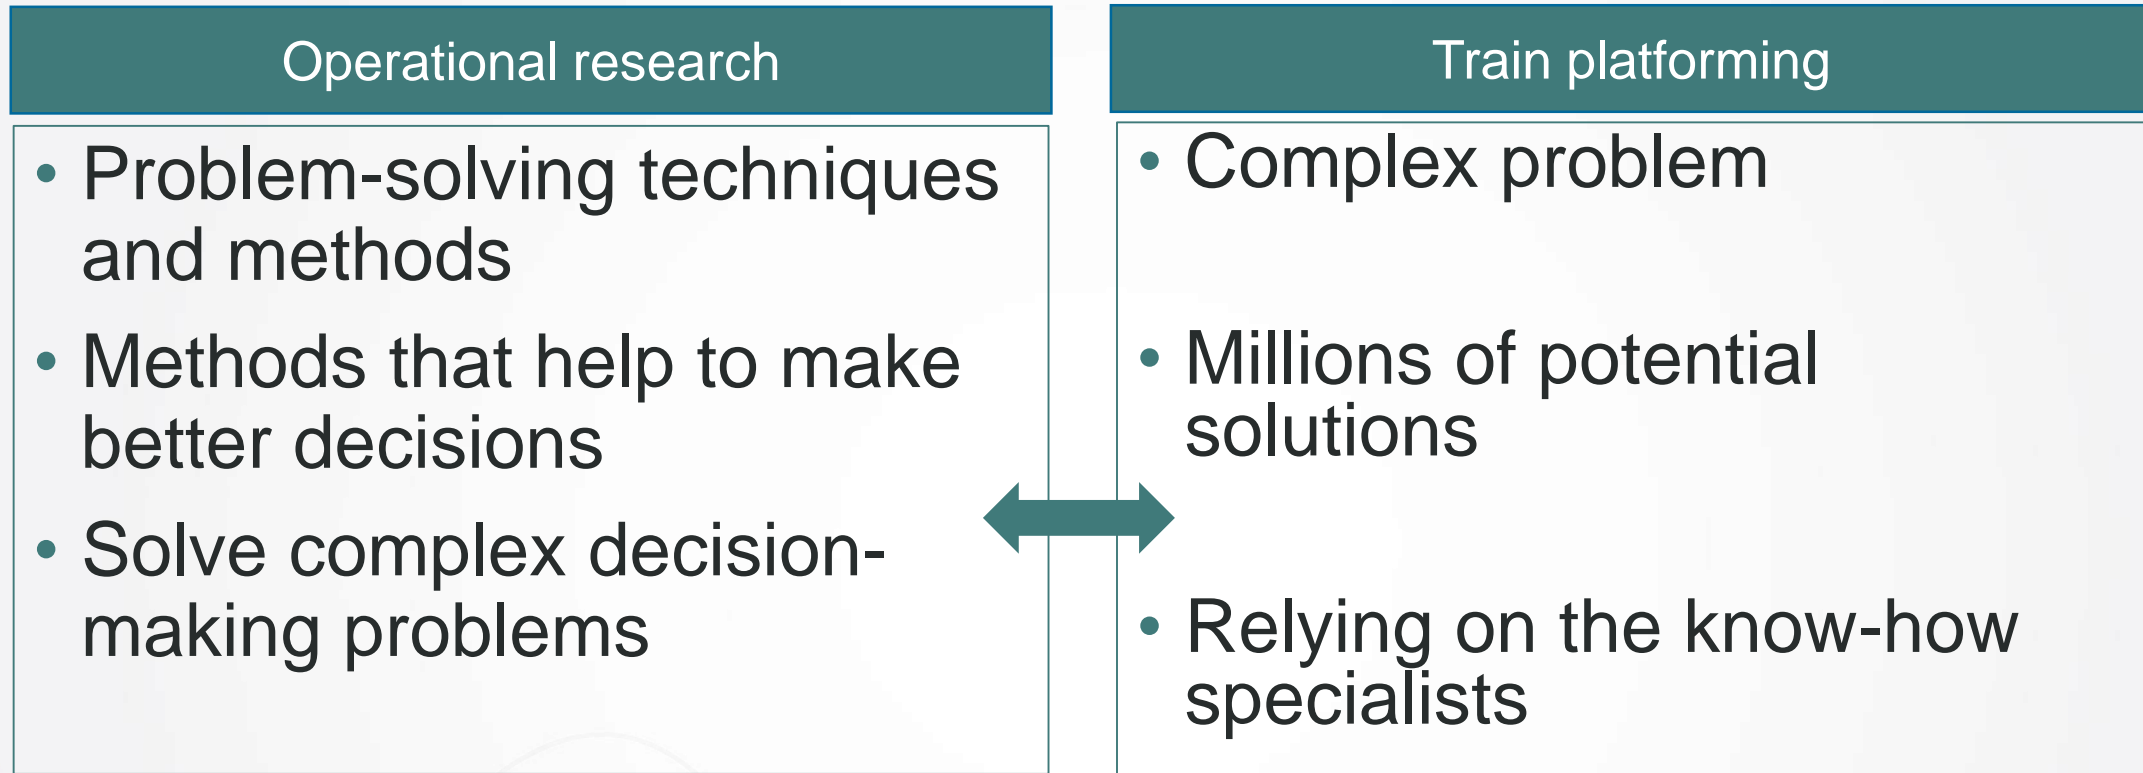 Operational research
• Problem-solving techniques
and methods
• Methods that help to make
better decisions
• Solve complex decision-
making problems
Train platforming
• Complex problem
• Millions of potential
solutions
• Relying on the know-how
specialists